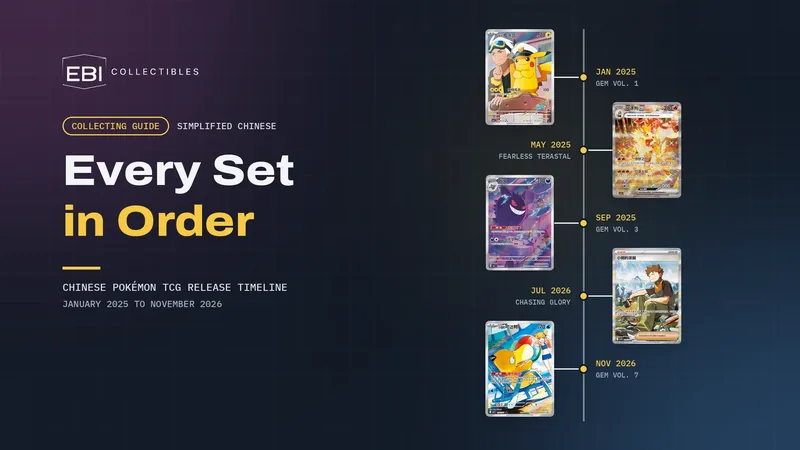 EBI COLLECTIBLES
COLLECTING GUIDE SIMPLIFIED CHINESE
Every Set
in Order
CHINESE POKÉMON TCG RELEASE TIMELINE
JANUARY 2025 TO NOVEMBER 2026
JAN 2025
GEM VOL. 1
MAY 2025
FEARLESS TERASTAL
SEP 2025
GEM VOL. 3
JUL 2026
CHASING GLORY
NOV 2026
GEM VOL. 7